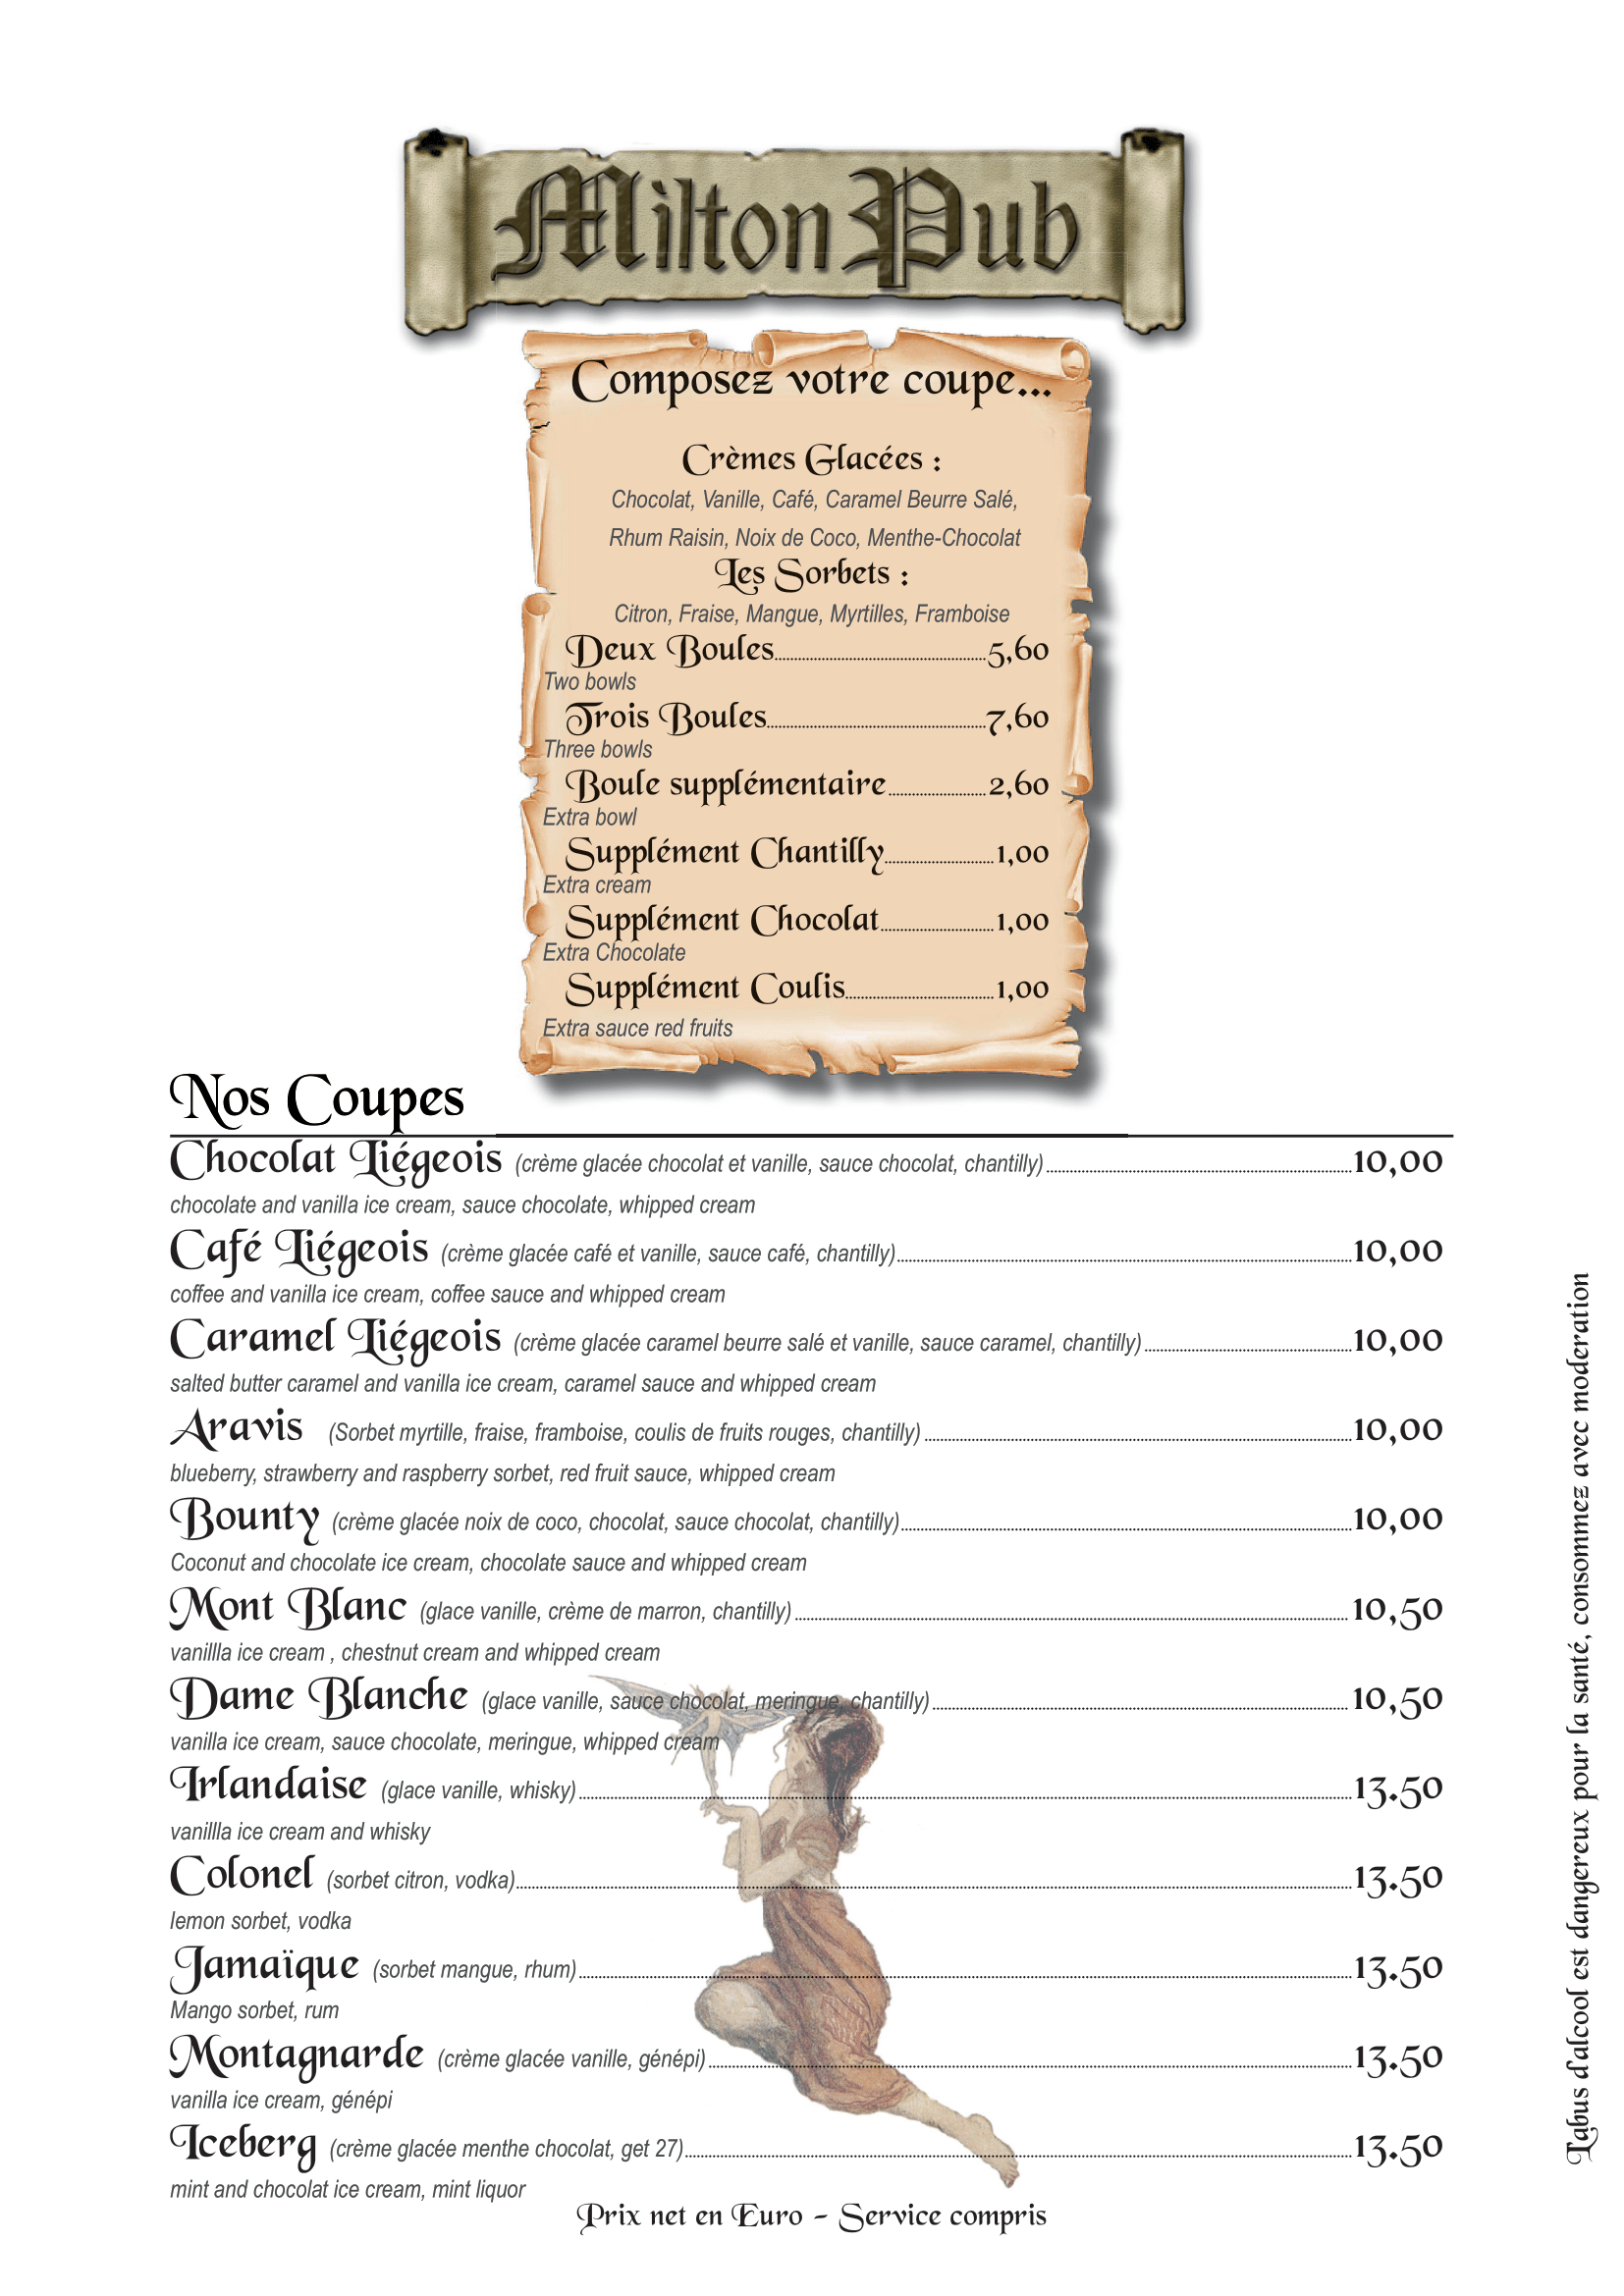 Milton Pub
Composez votre coupe...
Crèmes Glacées :
Chocolat, Vanille, Café, Caramel Beurre Salé,
Rhum Raisin, Noix de Coco, Menthe-Chocolat
Les Sorbets :
Citron, Fraise, Mangue, Myrtilles, Framboise
Deux Boules 5,60
Two bowls
Trois Boules 7,60
Three bowls
Boule supplémentaire 2,60
Extra bowl
Supplément Chantilly 1,00
Extra cream
Supplément Chocolat 1,00
Extra Chocolate
Supplément Coulis 1,00
Extra sauce red fruits
Nos Coupes
Chocolat Liégeois (crème glacée chocolat et vanille, sauce chocolat, chantilly) 10,00
chocolate and vanilla ice cream, sauce chocolate, whipped cream
Café Liégeois (crème glacée café et vanille, sauce café, chantilly) 10,00
coffee and vanilla ice cream, coffee sauce and whipped cream
Caramel Liégeois (crème glacée caramel beurre salé et vanille, sauce caramel, chantilly) 10,00
salted butter caramel and vanilla ice cream, caramel sauce and whipped cream
Aravis (Sorbet myrtille, fraise, framboise, coulis de fruits rouges, chantilly) 10,00
blueberry, strawberry and raspberry sorbet, red fruit sauce, whipped cream
Bounty (crème glacée noix de coco, chocolat, sauce chocolat, chantilly) 10,00
Coconut and chocolate ice cream, chocolate sauce and whipped cream
Mont Blanc (glace vanille, crème de marron, chantilly) 10,50
vanillla ice cream , chestnut cream and whipped cream
Dame Blanche (glace vanille, sauce chocolat, meringue, chantilly) 10,50
vanilla ice cream, sauce chocolate, meringue, whipped cream
Irlandaise (glace vanille, whisky) 13.50
vanillla ice cream and whisky
Colonel (sorbet citron, vodka) 13.50
lemon sorbet, vodka
Jamaïque (sorbet mangue, rhum) 13.50
Mango sorbet, rum
Montagnarde (crème glacée vanille, génépi) 13.50
vanilla ice cream, génépi
Iceberg (crème glacée menthe chocolat, get 27) 13.50
mint and chocolat ice cream, mint liquor
Prix net en Euro - Service compris
L'abus d'alcool est dangereux pour la santé, consommez avec moderation